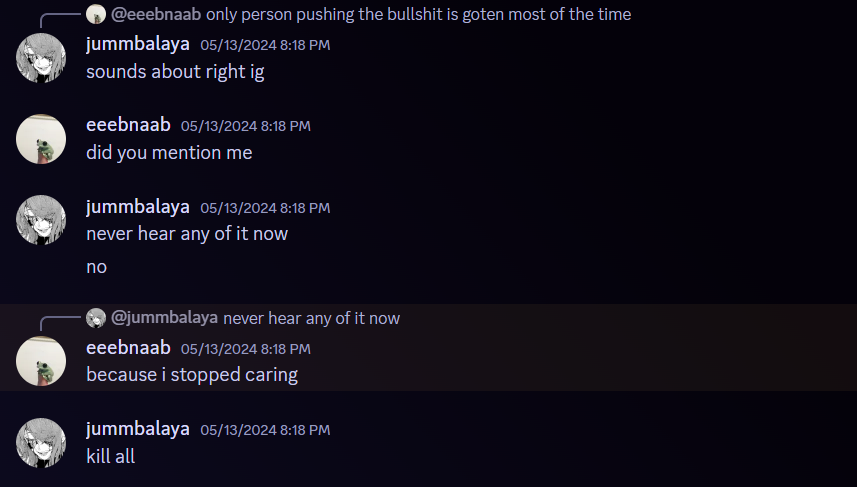 @eeebnaab only person pushing the bullshit is goten most of the time
jummbalaya 05/13/2024 8:18 PM
sounds about right ig
eeebnaab 05/13/2024 8:18 PM
did you mention me
jummbalaya 05/13/2024 8:18 PM
never hear any of it now
no
@jummbalaya never hear any of it now
eeebnaab 05/13/2024 8:18 PM
because i stopped caring
jummbalaya 05/13/2024 8:18 PM
kill all